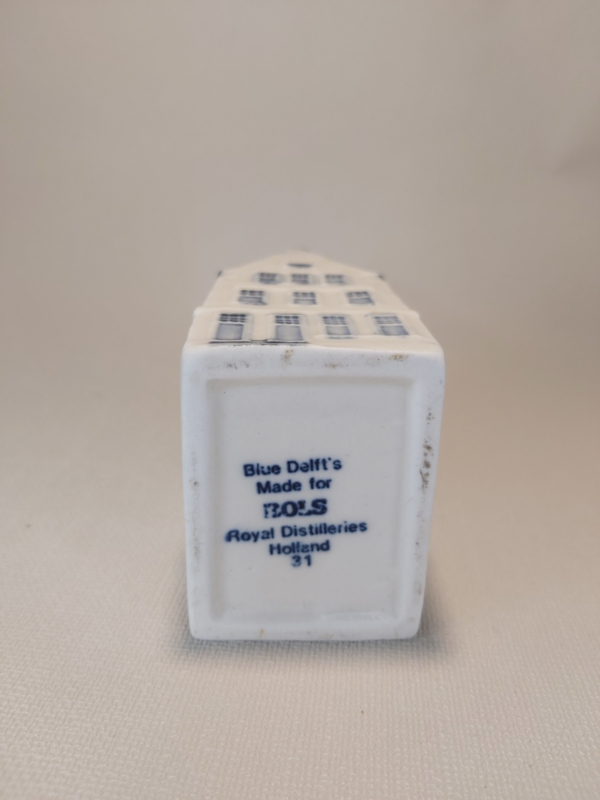 Blue Delft's
Made for
BOLS
Royal Distilleries
Holland
31